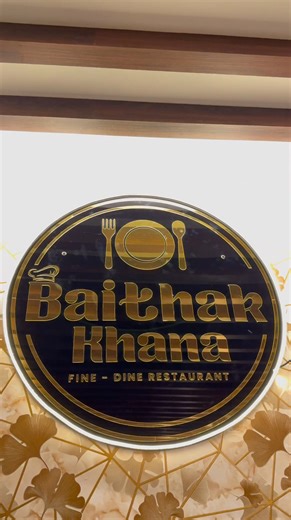 Baithak
Khana
FINE - DINE RESTAURANT